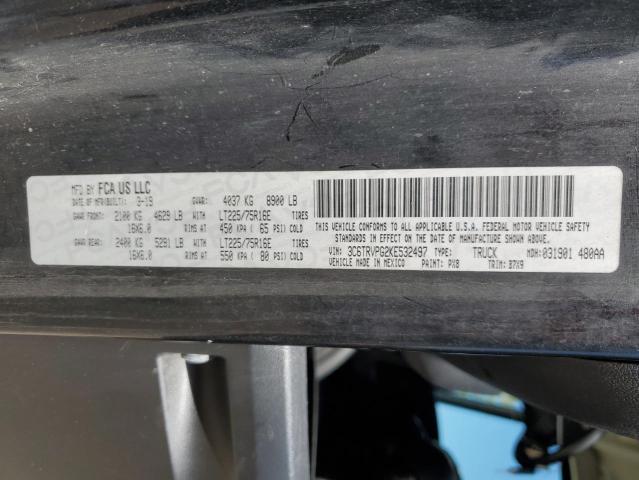 MFD BY FCA US LLC
DATE OF MFR(BUILT): 3-19 GVWR: 4037 KG 8900 LB
GAWR FRONT: 2100 KG 4629 LB WITH LT225/75R16E TIRES
16X6.0 RIMS AT 450 KPA( 65 PSI) COLD
GAWR REAR: 2400 KG 5291 LB WITH LT225/75R16E TIRES
16X6.0 RIMS AT 550 KPA( 80 PSI) COLD
THIS VEHICLE CONFORMS TO ALL APPLICABLE U.S.A. FEDERAL MOTOR VEHICLE SAFETY
STANDARDS IN EFFECT ON THE DATE OF MANUFACTURE SHOWN ABOVE.
VIN: 3C6TRVPG2KE532497 TYPE: TRUCK MDH: 031901 480AA
VEHICLE MADE IN MEXICO PAINT: PX8 TRIM: B7X9